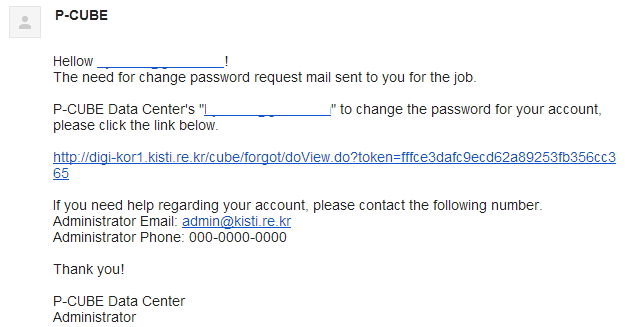 P-CUBE
Hellow !
The need for change password request mail sent to you for the job.
P-CUBE Data Center's "" to change the password for your account,
please click the link below.
http://digi-kor1.kisti.re.kr/cube/forgot/doView.do?token=fffce3dafc9ecd62a89253fb356cc3
65
If you need help regarding your account, please contact the following number.
Administrator Email: admin@kisti.re.kr
Administrator Phone: 000-0000-0000
Thank you!
P-CUBE Data Center
Administrator